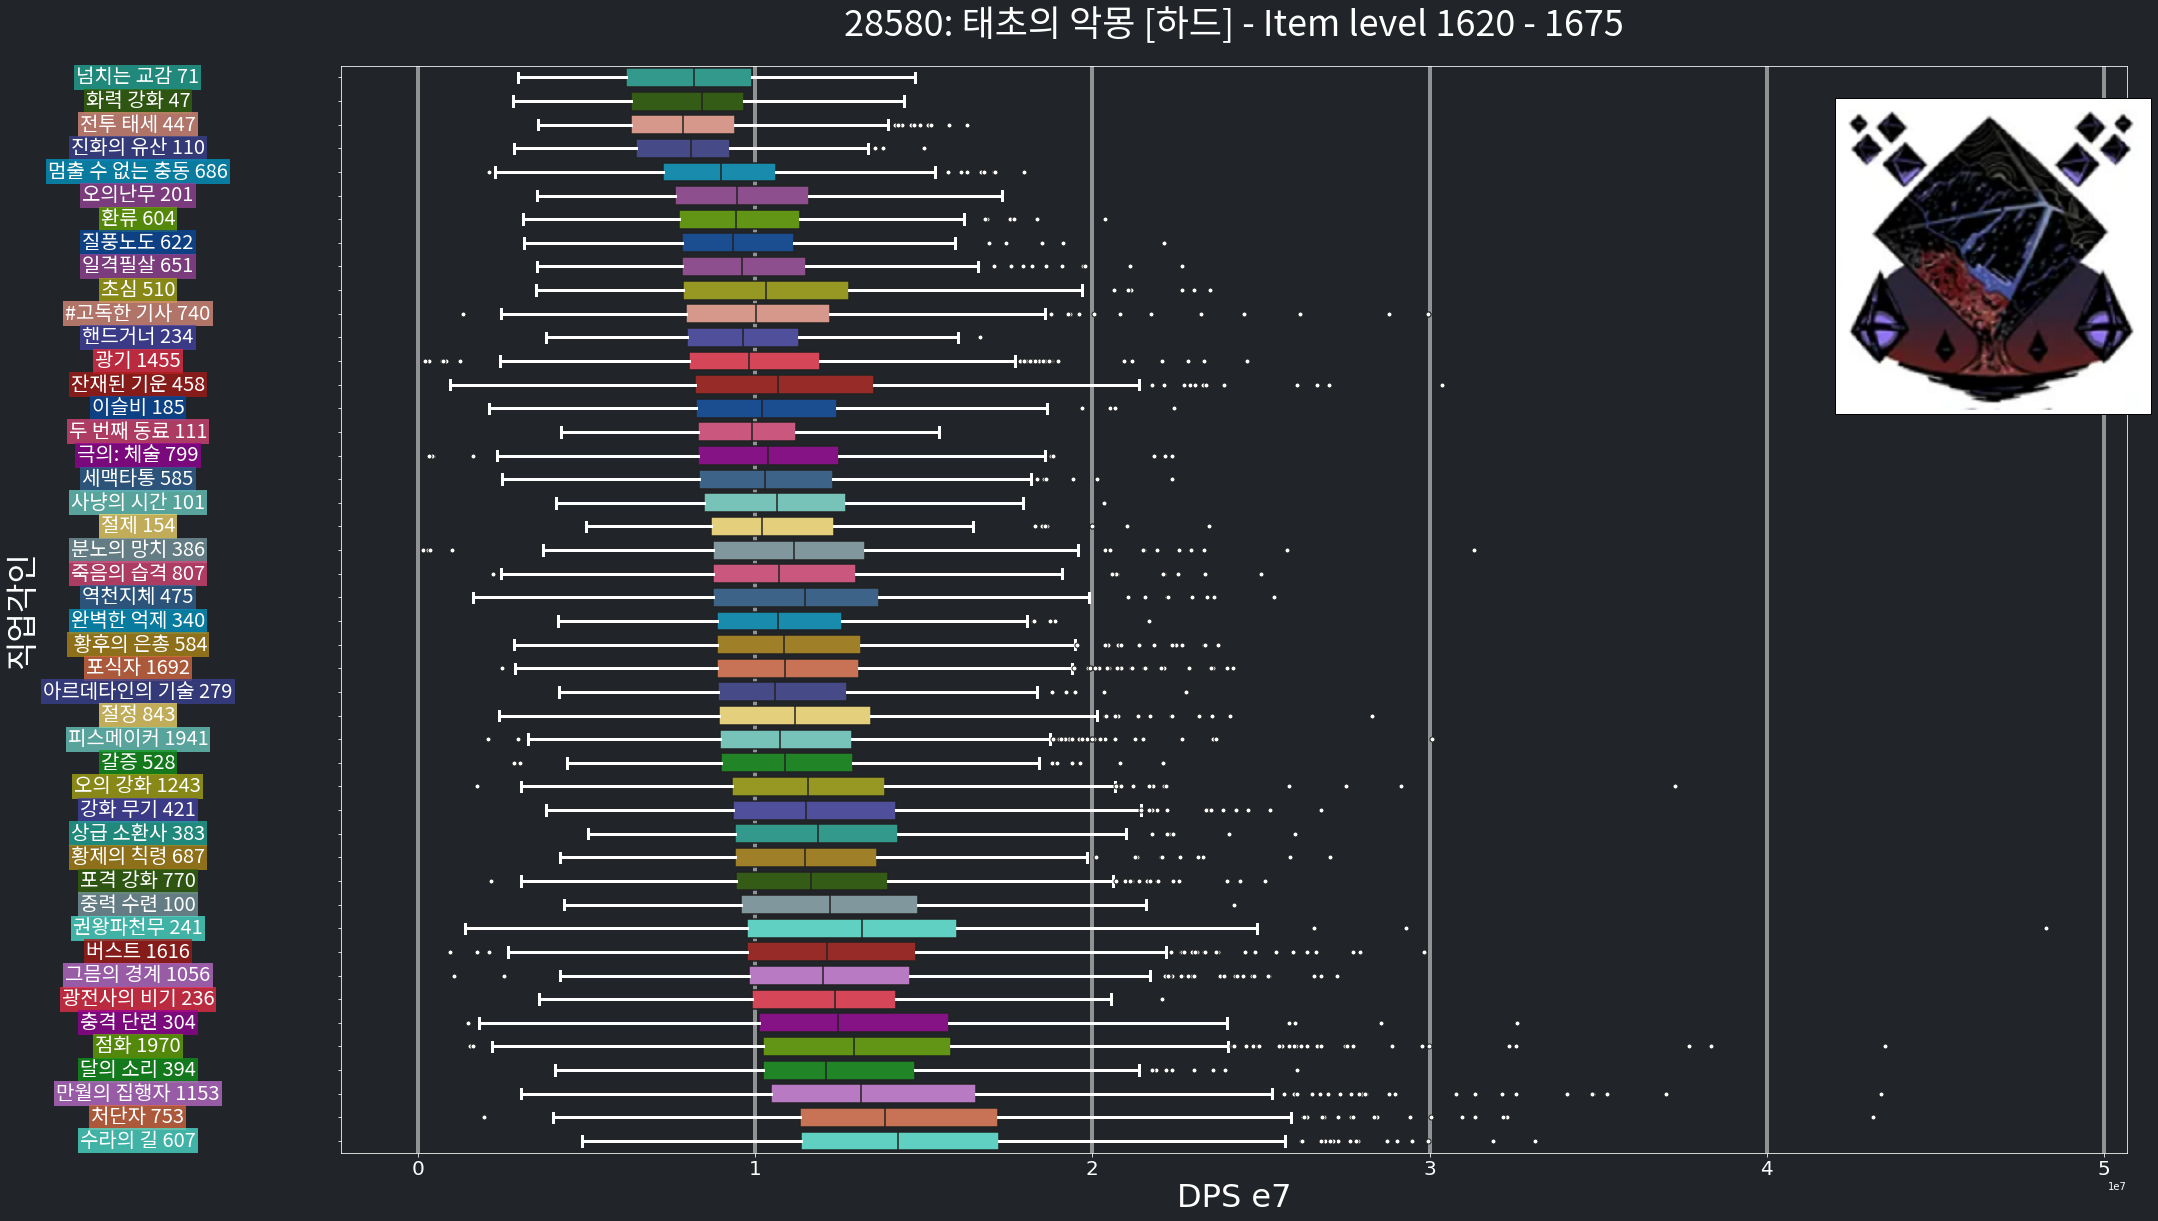 28580: 태초의 악몽 [하드] - Item level 1620 - 1675
넘치는 교감 71
화력 강화 47
전투 태세 447
진화의 유산 110
멈출 수 없는 충동 686
오의난무 201
환류 604
질풍노도 622
일격필살 651
초심 510
#고독한 기사 740
핸드거너 234
광기 1455
잔재된 기운 458
이슬비 185
두 번째 동료 111
극의: 체술 799
세맥타통 585
사냥의 시간 101
절제 154
분노의 망치 386
죽음의 습격 807
역천지체 475
완벽한 억제 340
황후의 은총 584
포식자 1692
아르데타인의 기술 279
절정 843
피스메이커 1941
갈증 528
오의 강화 1243
강화 무기 421
상급 소환사 383
황제의 칙령 687
포격 강화 770
중력 수련 100
권왕파천무 241
버스트 1616
그믐의 경계 1056
광전사의 비기 236
충격 단련 304
점화 1970
달의 소리 394
만월의 집행자 1153
처단자 753
수라의 길 607
직업각인
0 1 2 3 4 5
1e7
DPS e7